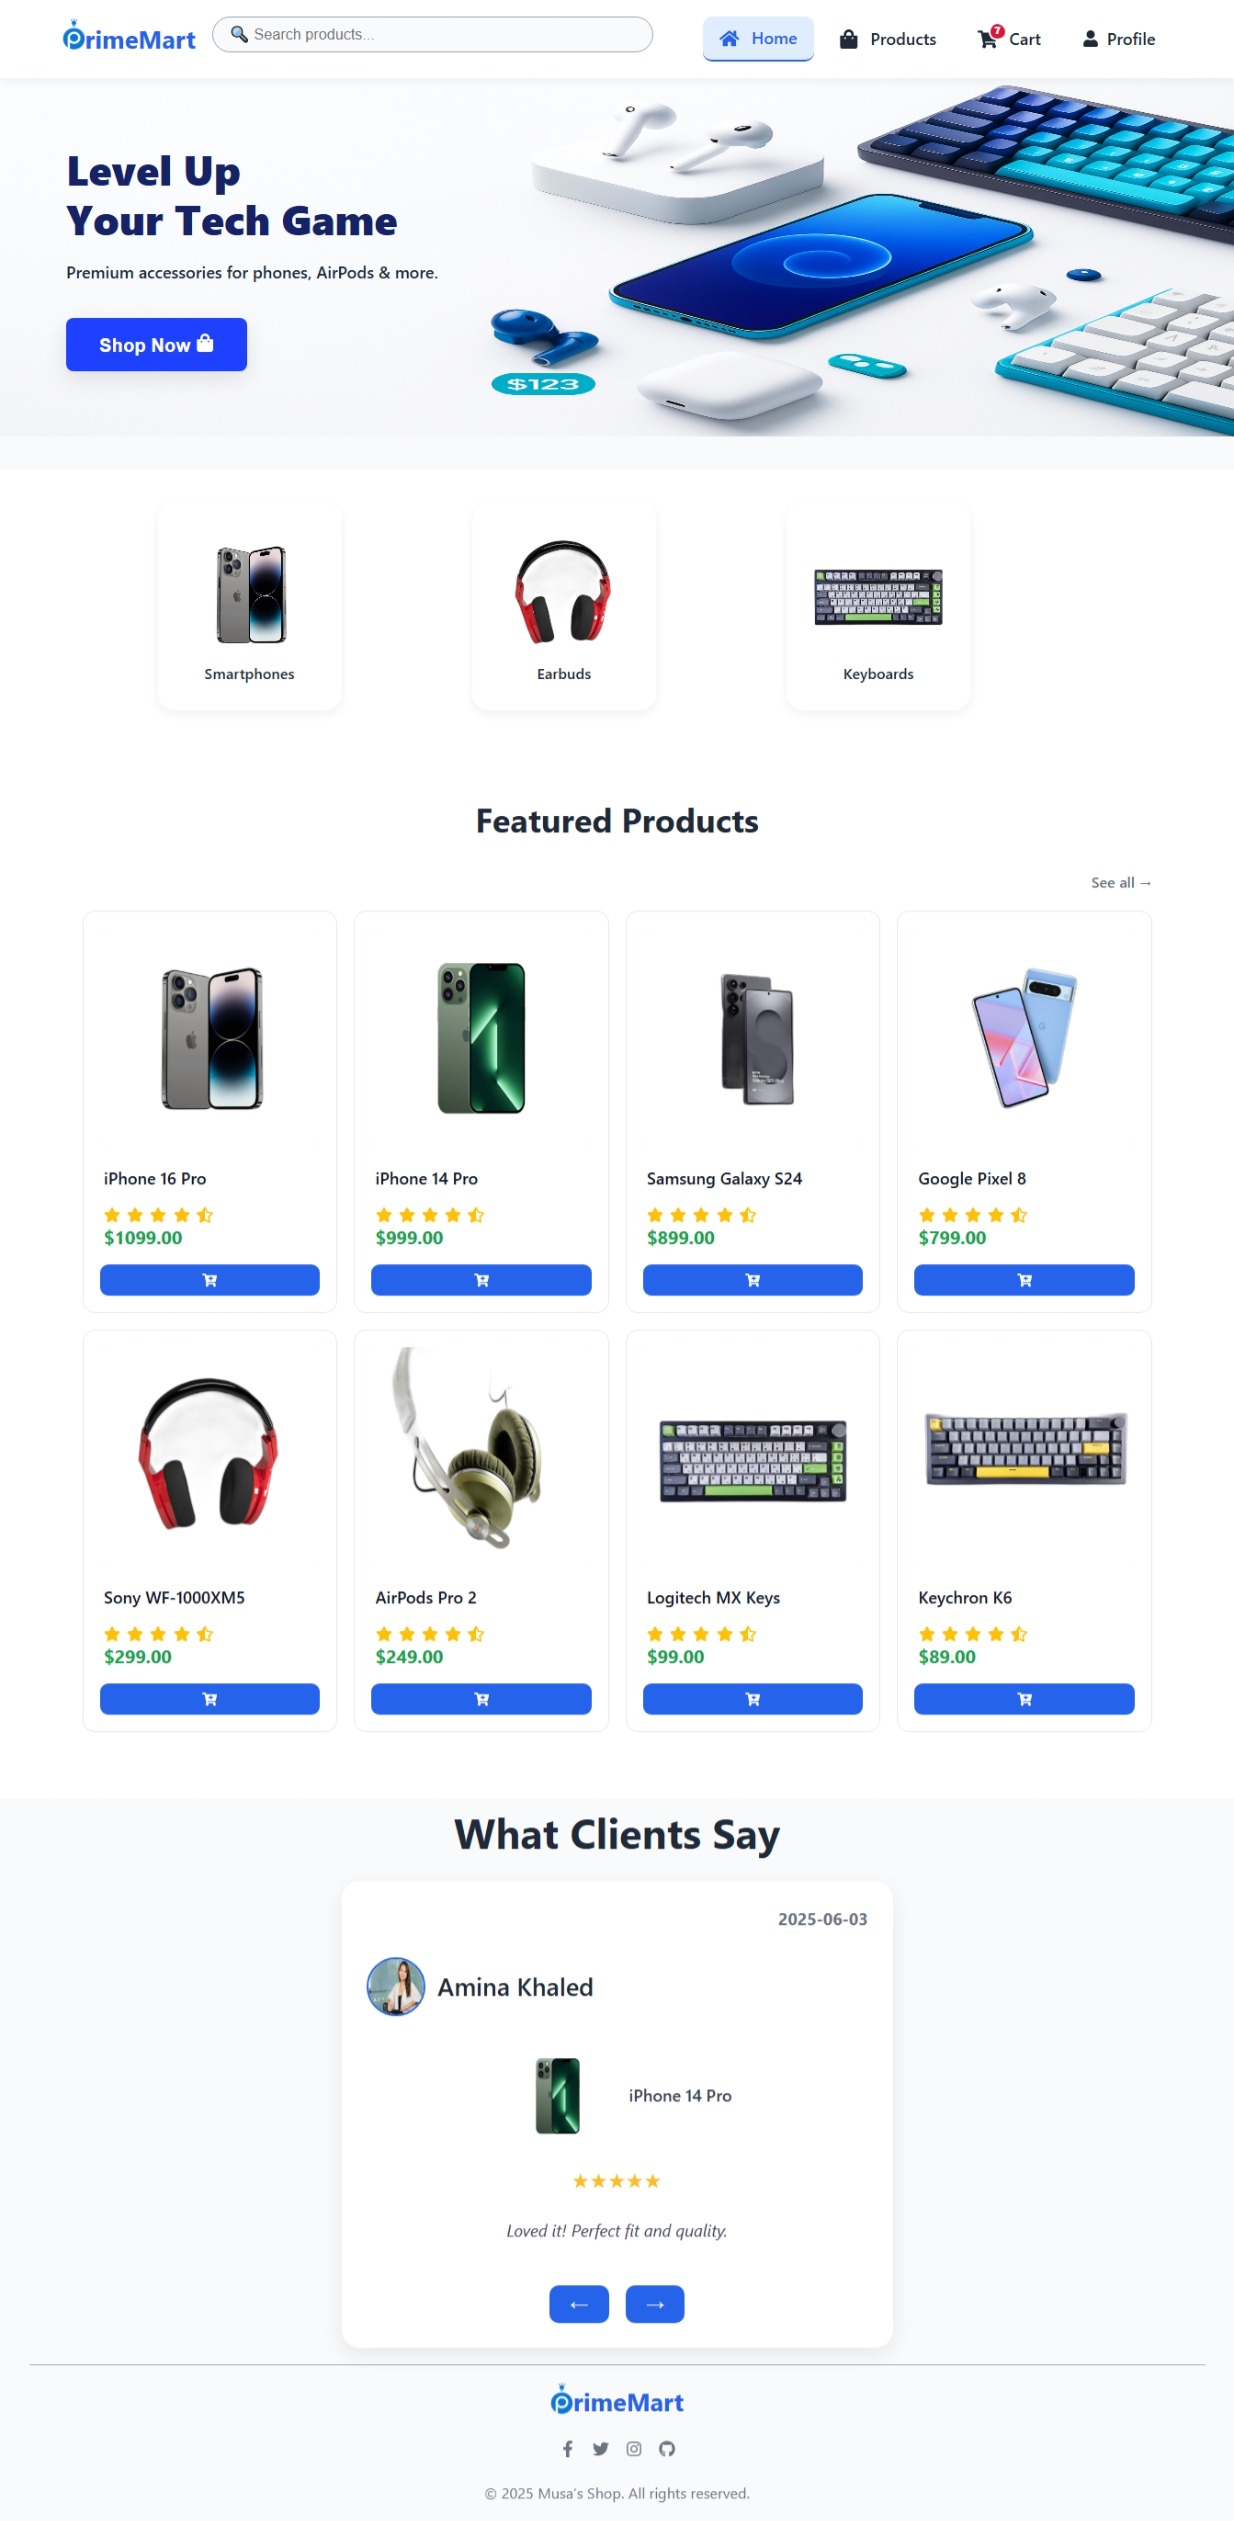 PrimeMart
Search products...
Home
Products
7
Cart
Profile
Level Up
Your Tech Game
Premium accessories for phones, AirPods & more.
Shop Now
$123
Smartphones
Earbuds
Keyboards
Featured Products
See all →
iPhone 16 Pro
$1099.00
iPhone 14 Pro
$999.00
Samsung Galaxy S24
$899.00
Google Pixel 8
$799.00
Sony WF-1000XM5
$299.00
AirPods Pro 2
$249.00
Logitech MX Keys
$99.00
Keychron K6
$89.00
What Clients Say
2025-06-03
Amina Khaled
iPhone 14 Pro
★★★★★
Loved it! Perfect fit and quality.
← →
PrimeMart
© 2025 Musa's Shop. All rights reserved.